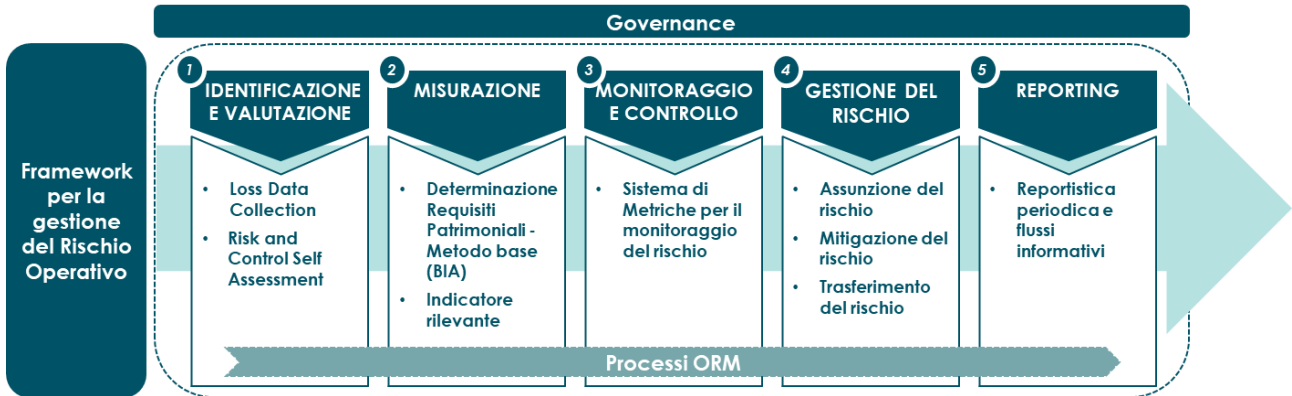 Governance
Framework
per la
gestione
del Rischio
Operativo
1
IDENTIFICAZIONE
E VALUTAZIONE
• Loss Data
Collection
• Risk and
Control Self
Assessment
2
MISURAZIONE
• Determinazione
Requisiti
Patrimoniali -
Metodo base
(BIA)
• Indicatore
rilevante
3
MONITORAGGIO
E CONTROLLO
• Sistema di
Metriche per il
monitoraggio
del rischio
4
GESTIONE DEL
RISCHIO
• Assunzione del
rischio
• Mitigazione del
rischio
• Trasferimento
del rischio
5
REPORTING
• Reportistica
periodica e
flussi
informativi
Processi ORM